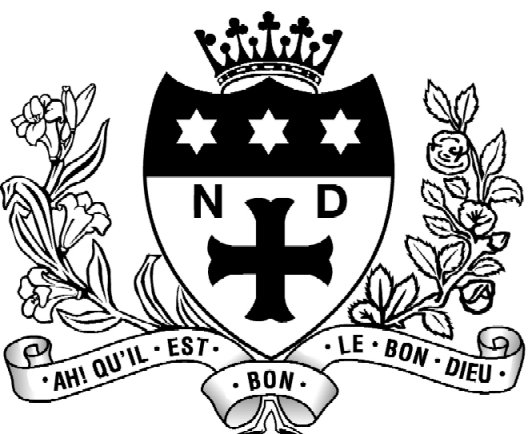 N D
· AH! QU'IL · EST · BON · LE · BON · DIEU ·